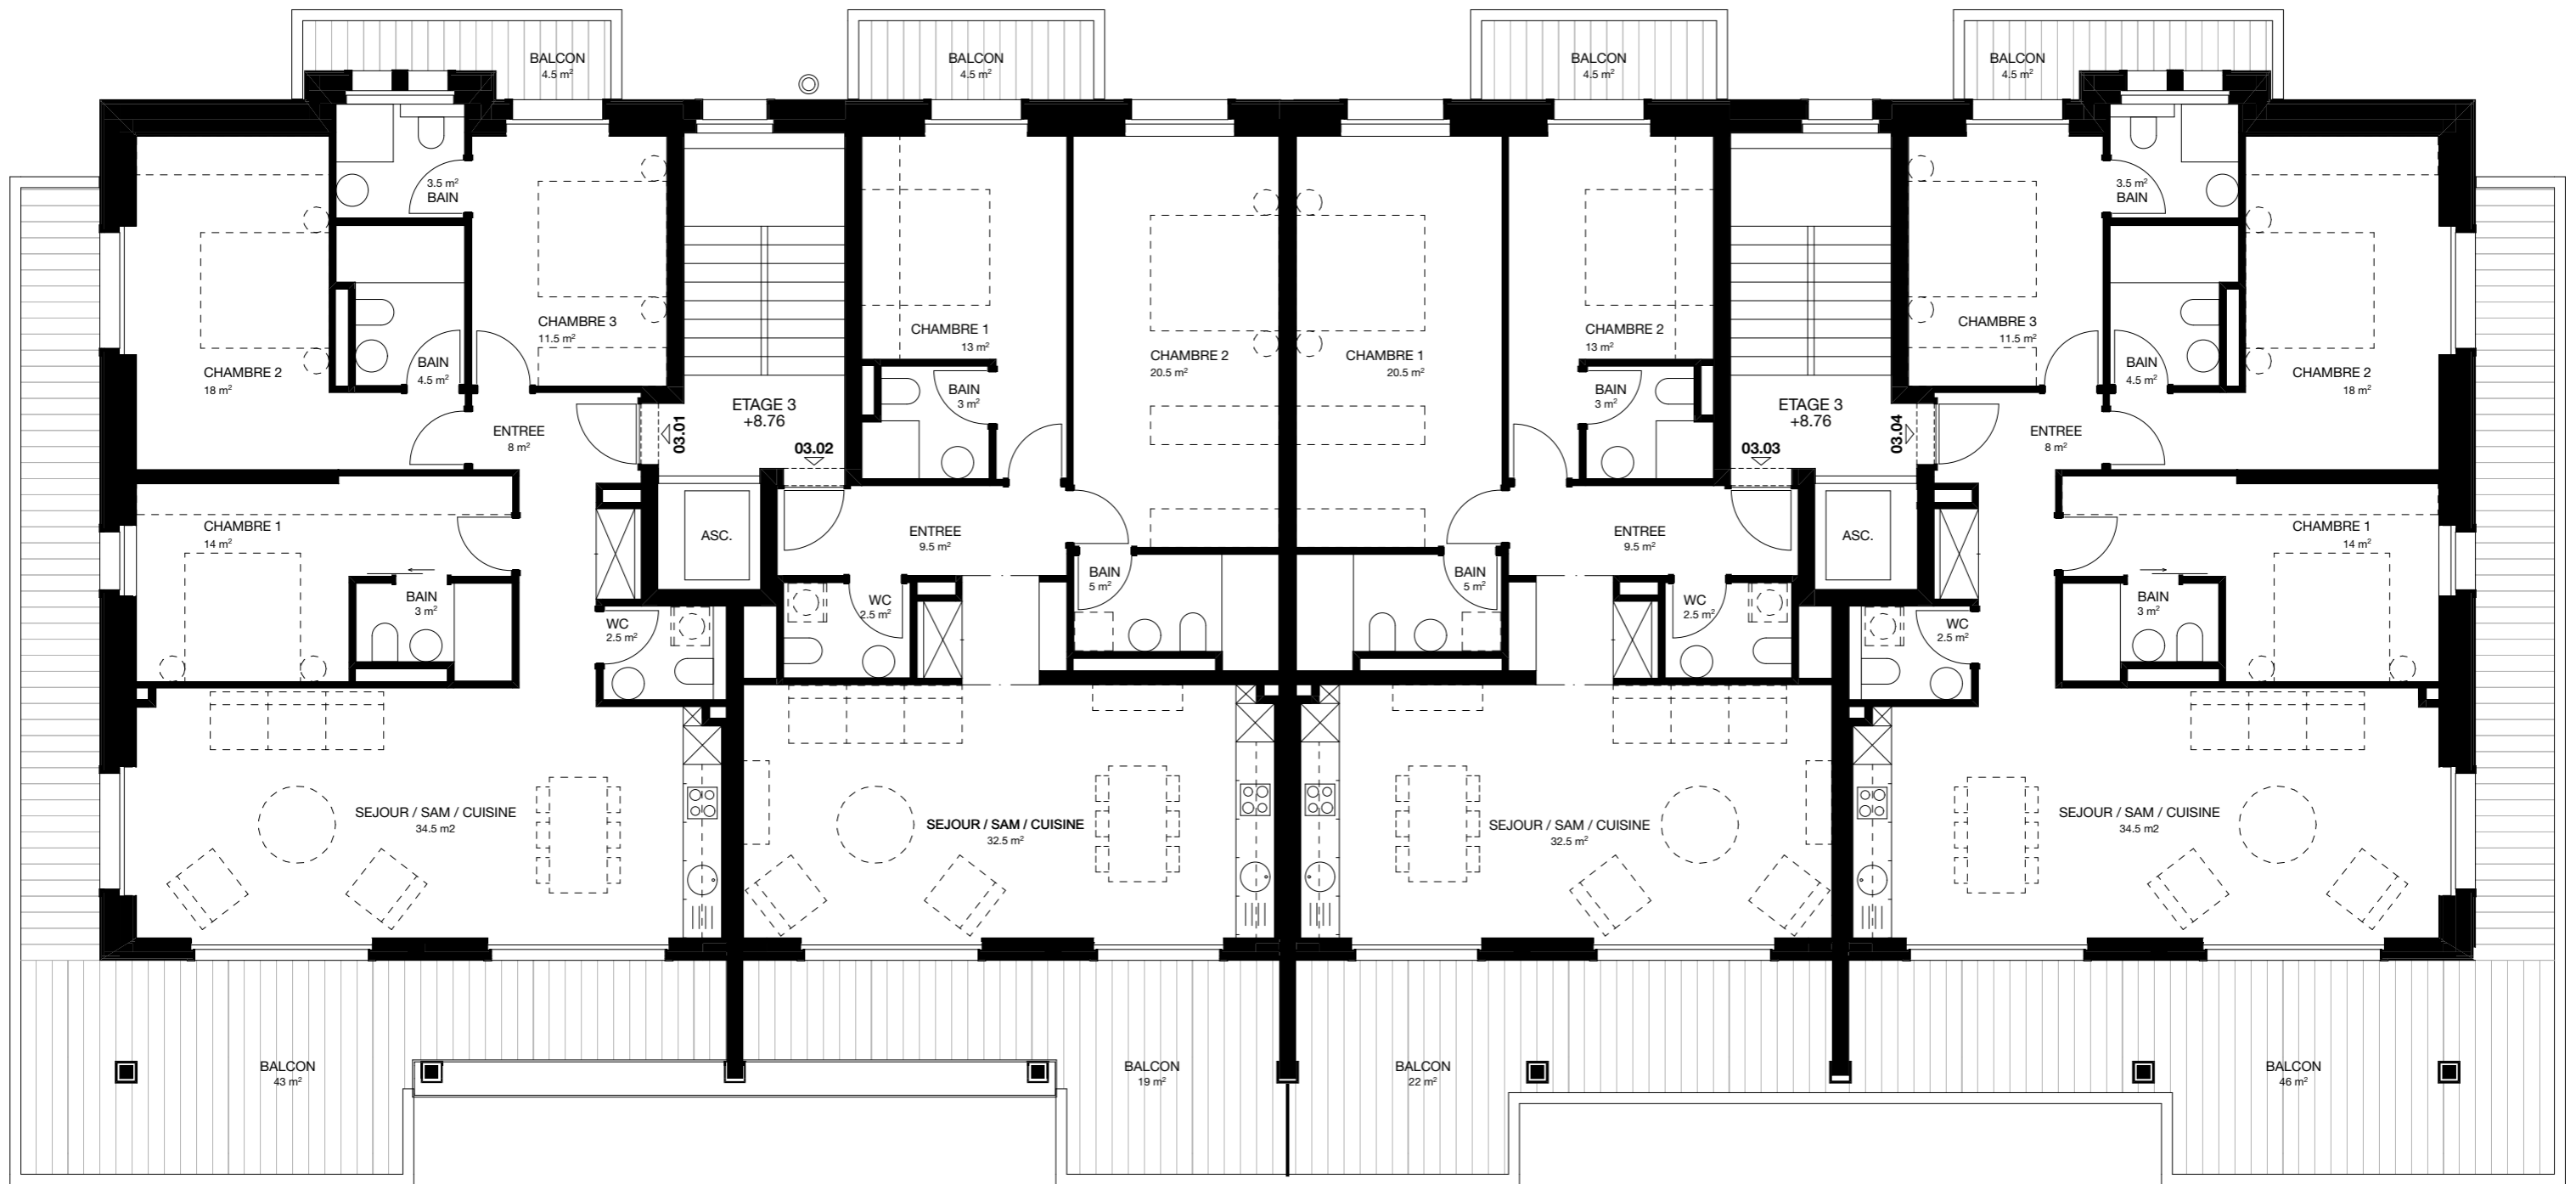 BALCON
4.5 m²
BALCON
4.5 m²
BALCON
4.5 m²
BALCON
4.5 m²
3.5 m²
BAIN
CHAMBRE 3
11.5 m²
CHAMBRE 2
18 m²
BAIN
4.5 m²
ENTREE
8 m²
03.01
ETAGE 3
+8.76
03.02
CHAMBRE 1
13 m²
BAIN
3 m²
CHAMBRE 2
20.5 m²
CHAMBRE 1
20.5 m²
CHAMBRE 2
13 m²
BAIN
3 m²
ETAGE 3
+8.76
03.03
03.04
CHAMBRE 3
11.5 m²
3.5 m²
BAIN
BAIN
4.5 m²
CHAMBRE 2
18 m²
ENTREE
8 m²
CHAMBRE 1
14 m²
BAIN
3 m²
ASC.
WC
2.5 m²
ENTREE
9.5 m²
WC
2.5 m²
BAIN
5 m²
BAIN
5 m²
ENTREE
9.5 m²
WC
2.5 m²
ASC.
WC
2.5 m²
BAIN
3 m²
CHAMBRE 1
14 m²
SEJOUR / SAM / CUISINE
34.5 m2
SEJOUR / SAM / CUISINE
32.5 m²
SEJOUR / SAM / CUISINE
32.5 m²
SEJOUR / SAM / CUISINE
34.5 m2
BALCON
43 m²
BALCON
19 m²
BALCON
22 m²
BALCON
46 m²